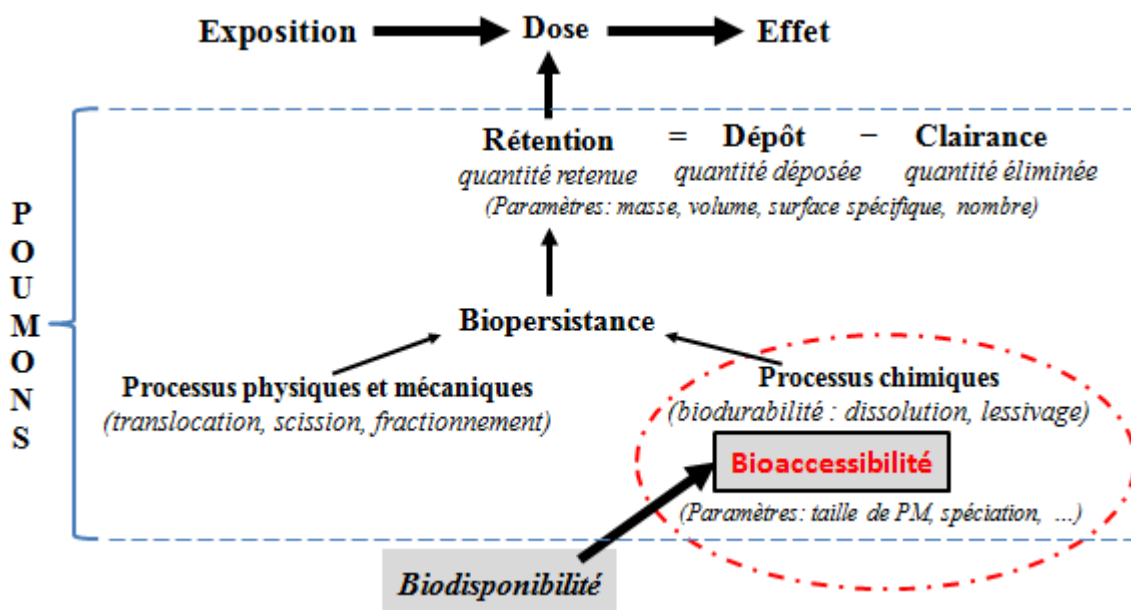 Exposition Dose Effet
Rétention = Dépôt − Clairance
quantité retenue quantité déposée quantité éliminée
(Paramètres: masse, volume, surface spécifique, nombre)
POUMONS
Biopersistance
Processus physiques et mécaniques
(translocation, scission, fractionnement)
Processus chimiques
(biodurabilité : dissolution, lessivage)
Bioaccessibilité
(Paramètres: taille de PM, spéciation, ...)
Biodisponibilité